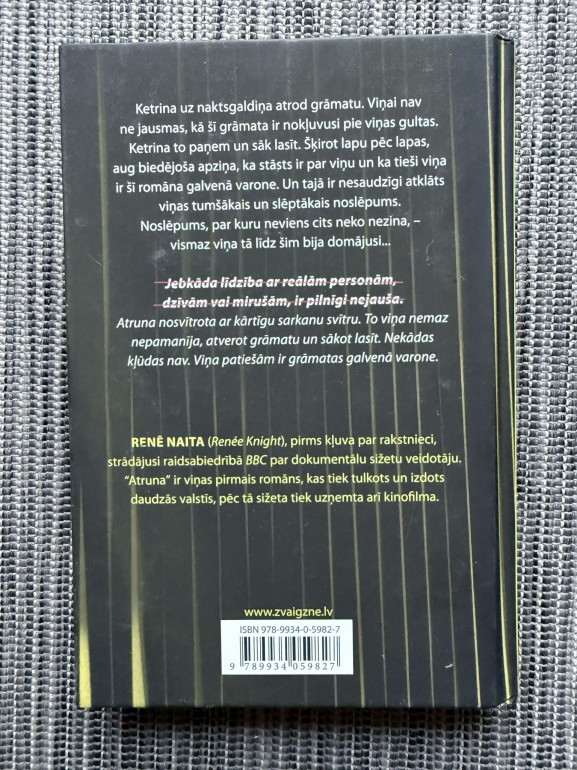 Ketrina uz naktsgaldiņa atrod grāmatu. Viņai nav
ne jausmas, kā šī grāmata ir nokļuvusi pie viņas gultas.
Ketrina to paņem un sāk lasīt. Šķirot lapu pēc lapas,
aug biedējoša apziņa, ka stāsts ir par viņu un ka tieši viņa
ir šī romāna galvenā varone. Un tajā ir nesaudzīgi atklāts
viņas tumšākais un slēptākais noslēpums.
Noslēpums, par kuru neviens cits neko nezina, –
vismaz viņa tā līdz šim bija domājusi...
Jebkāda līdzība ar reālām personām,
dzīvām vai mirušām, ir pilnīgi nejauša.
Atruna nosvītrota ar kārtīgu sarkanu svītru. To viņa nemaz
nepamanīja, atverot grāmatu un sākot lasīt. Nekādas
kļūdas nav. Viņa patiešām ir grāmatas galvenā varone.
RENĒ NAITA (Renée Knight), pirms kļuva par rakstnieci,
strādājusi raidsabiedrībā BBC par dokumentālu sižetu veidotāju.
"Atruna" ir viņas pirmais romāns, kas tiek tulkots un izdots
daudzās valstīs, pēc tā sižeta tiek uzņemta arī kinofilma.
www.zvaigzne.lv
ISBN 978-9934-0-5982-7
9 789934 059827